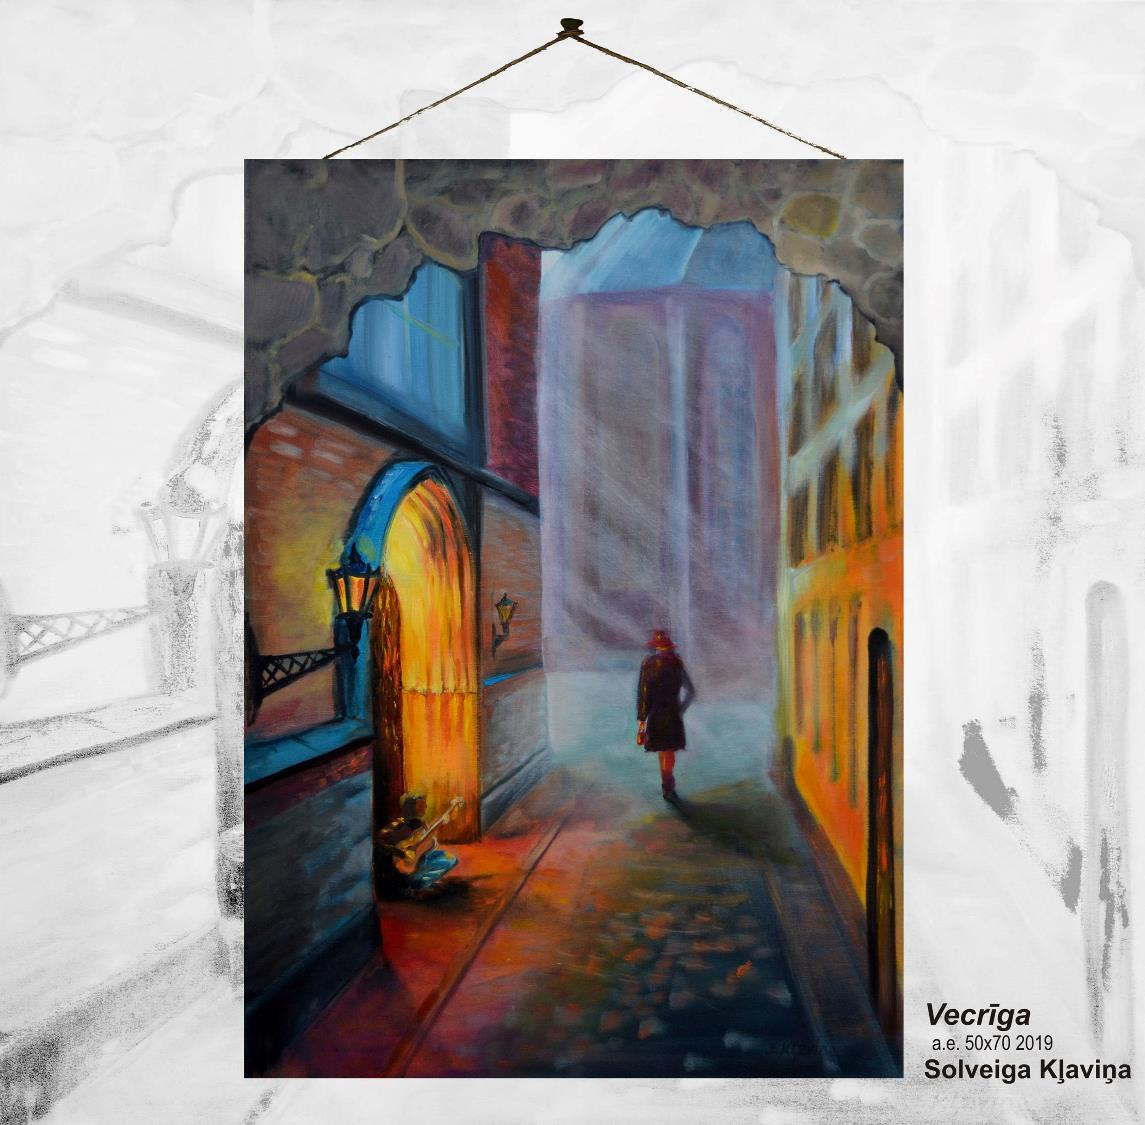 Vecrīga
a.e. 50x70 2019
Solveiga Kļaviņa